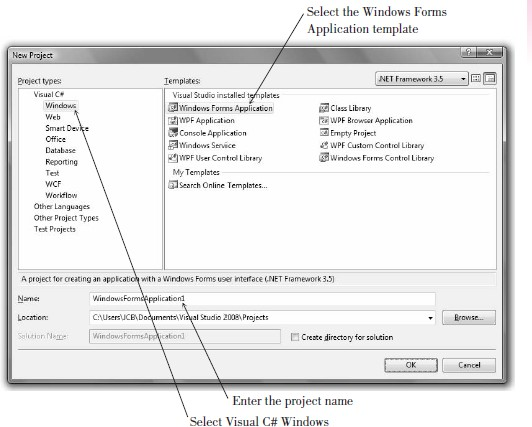 Select the Windows Forms
Application template
New Project
Project types:
Templates:
.NET Framework 3.5
Visual C#
Windows
Web
Smart Device
Office
Database
Reporting
Test
WCF
Workflow
Other Languages
Other Project Types
Test Projects
Visual Studio installed templates
Windows Forms Application
Class Library
WPF Application
WPF Browser Application
Console Application
Empty Project
Windows Service
WPF Custom Control Library
WPF User Control Library
Windows Forms Control Library
My Templates
Search Online Templates...
A project for creating an application with a Windows Forms user interface (.NET Framework 3.5)
Name:
WindowsFormsApplication1
Location:
C:\Users\JCB\Documents\Visual Studio 2008\Projects
Browse...
Solution Name:
WindowsFormsApplication1
Create directory for solution
OK
Cancel
Enter the project name
Select Visual C# Windows